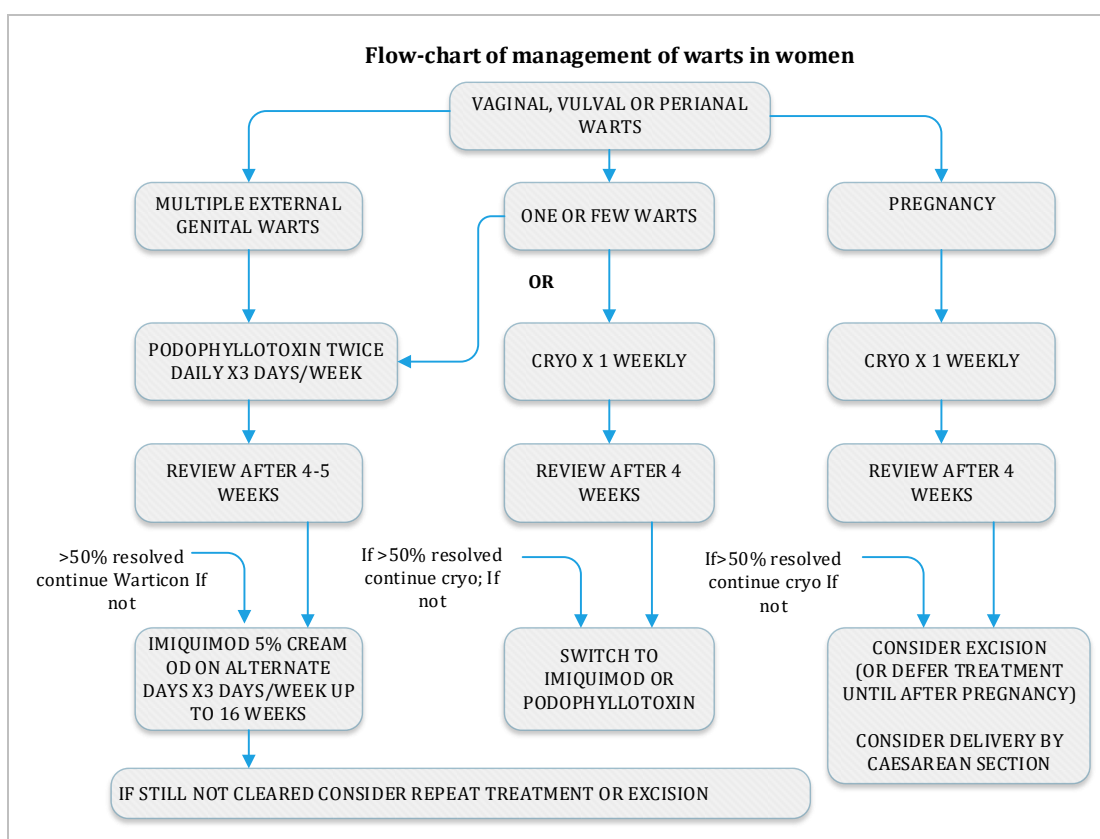 Flow-chart of management of warts in women
VAGINAL, VULVAL OR PERIANAL
WARTS
MULTIPLE EXTERNAL
GENITAL WARTS
ONE OR FEW WARTS
PREGNANCY
OR
PODOPHYLLOTOXIN TWICE
DAILY X3 DAYS/WEEK
CRYO X 1 WEEKLY
CRYO X 1 WEEKLY
REVIEW AFTER 4-5
WEEKS
REVIEW AFTER 4
WEEKS
REVIEW AFTER 4
WEEKS
>50% resolved
continue Warticon If
not
If >50% resolved
continue cryo; If
not
If>50% resolved
continue cryo If
not
IMIQUIMOD 5% CREAM
OD ON ALTERNATE
DAYS X3 DAYS/WEEK UP
TO 16 WEEKS
SWITCH TO
IMIQUIMOD OR
PODOPHYLLOTOXIN
CONSIDER EXCISION
(OR DEFER TREATMENT
UNTIL AFTER PREGNANCY)
CONSIDER DELIVERY BY
CAESAREAN SECTION
IF STILL NOT CLEARED CONSIDER REPEAT TREATMENT OR EXCISION